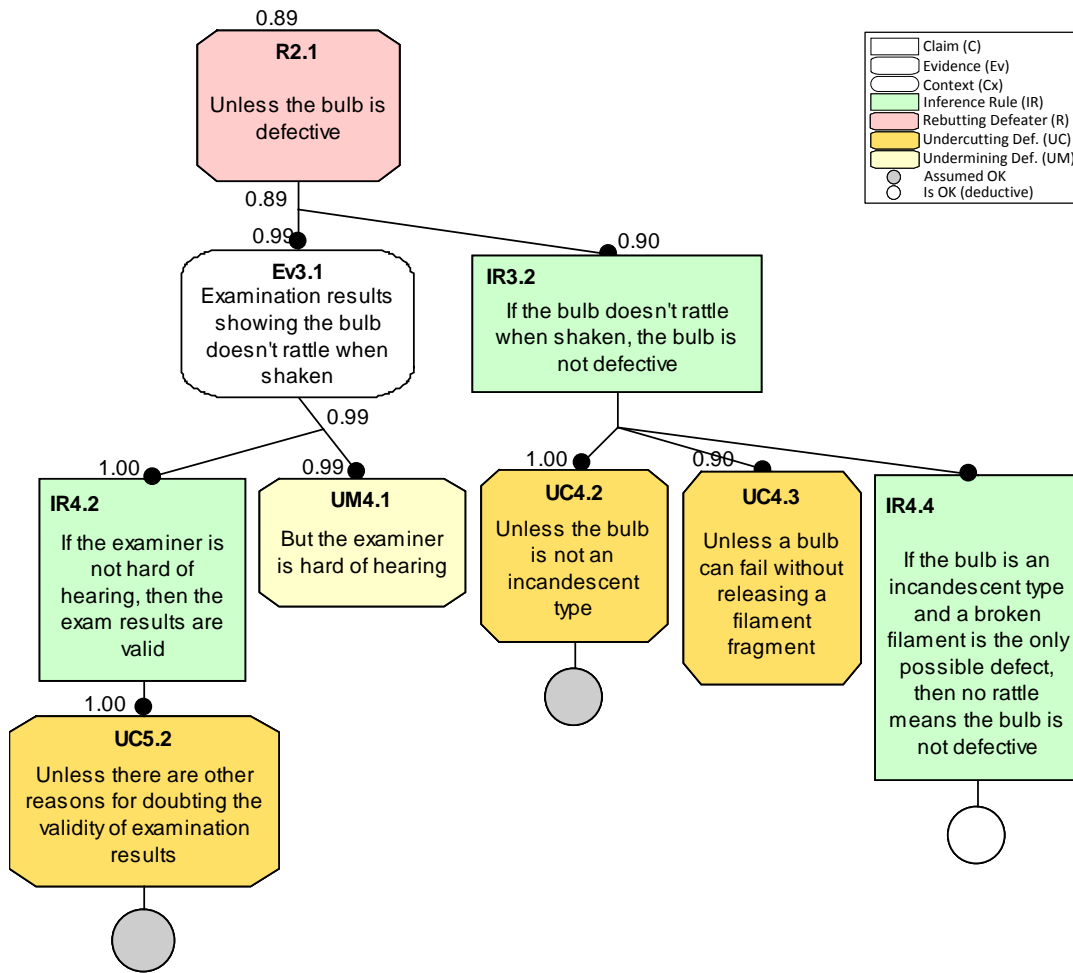 0.89
R2.1
Unless the bulb is
defective
Claim (C)
Evidence (Ev)
Context (Cx)
Inference Rule (IR)
Rebutting Defeater (R)
Undercutting Def. (UC)
Undermining Def. (UM)
Assumed OK
Is OK (deductive)
0.89
0.99
0.90
Ev3.1
Examination results
showing the bulb
doesn't rattle when
shaken
IR3.2
If the bulb doesn't rattle
when shaken, the bulb is
not defective
0.99
1.00
0.99
1.00
0.90
IR4.2
If the examiner is
not hard of
hearing, then the
exam results are
valid
UM4.1
But the examiner
is hard of hearing
UC4.2
Unless the bulb
is not an
incandescent
type
UC4.3
Unless a bulb
can fail without
releasing a
filament
fragment
IR4.4
If the bulb is an
incandescent type
and a broken
filament is the only
possible defect,
then no rattle
means the bulb is
not defective
1.00
UC5.2
Unless there are other
reasons for doubting the
validity of examination
results